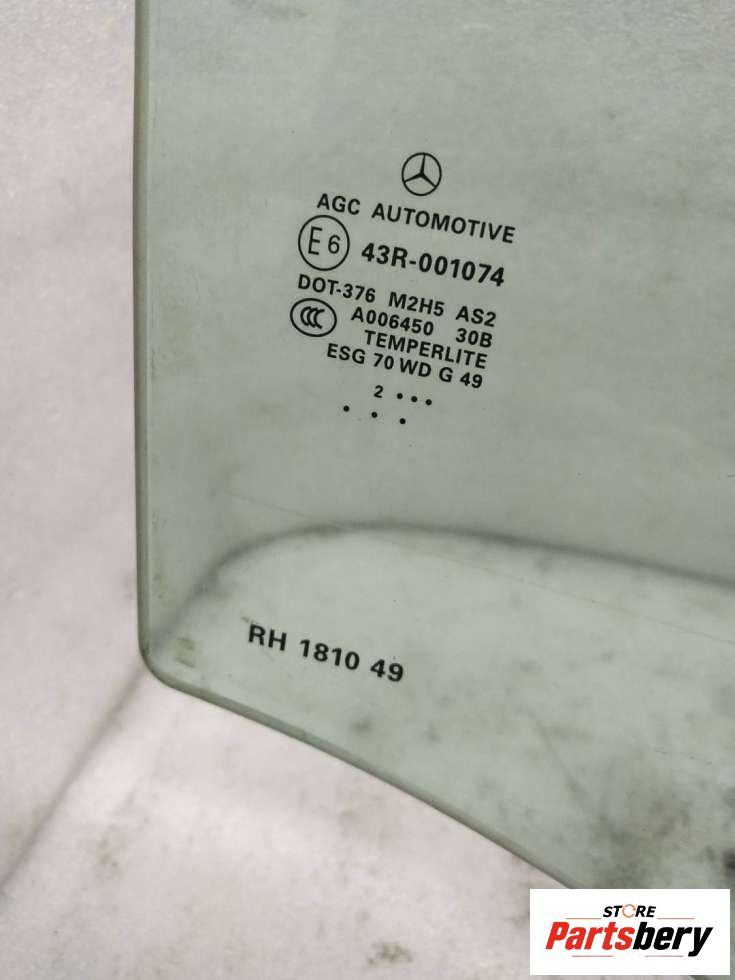 AGC AUTOMOTIVE
E6 43R-001074
DOT-376 M2H5 AS2
CCC A006450 30B
TEMPERLITE
ESG 70 WD G 49
2 •••
• • •
RH 1810 49
STORE
Partsbery